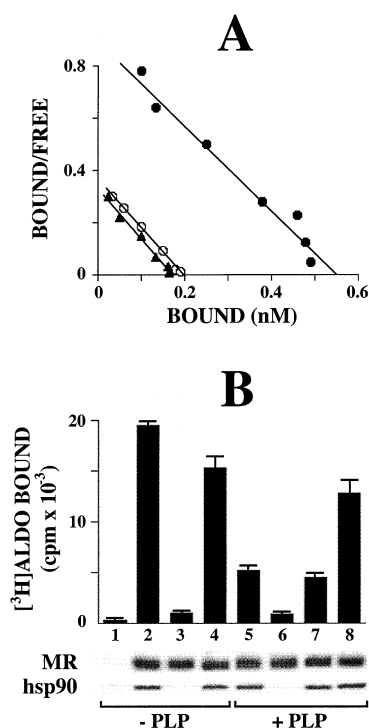 A
0.8
0.4
0
BOUND/FREE
0 0.2 0.4 0.6
BOUND (nM)
B
20
10
0
[³H]ALDO BOUND
(cpm x 10⁻³)
1 2 3 4 5 6 7 8
MR
hsp90
- PLP + PLP